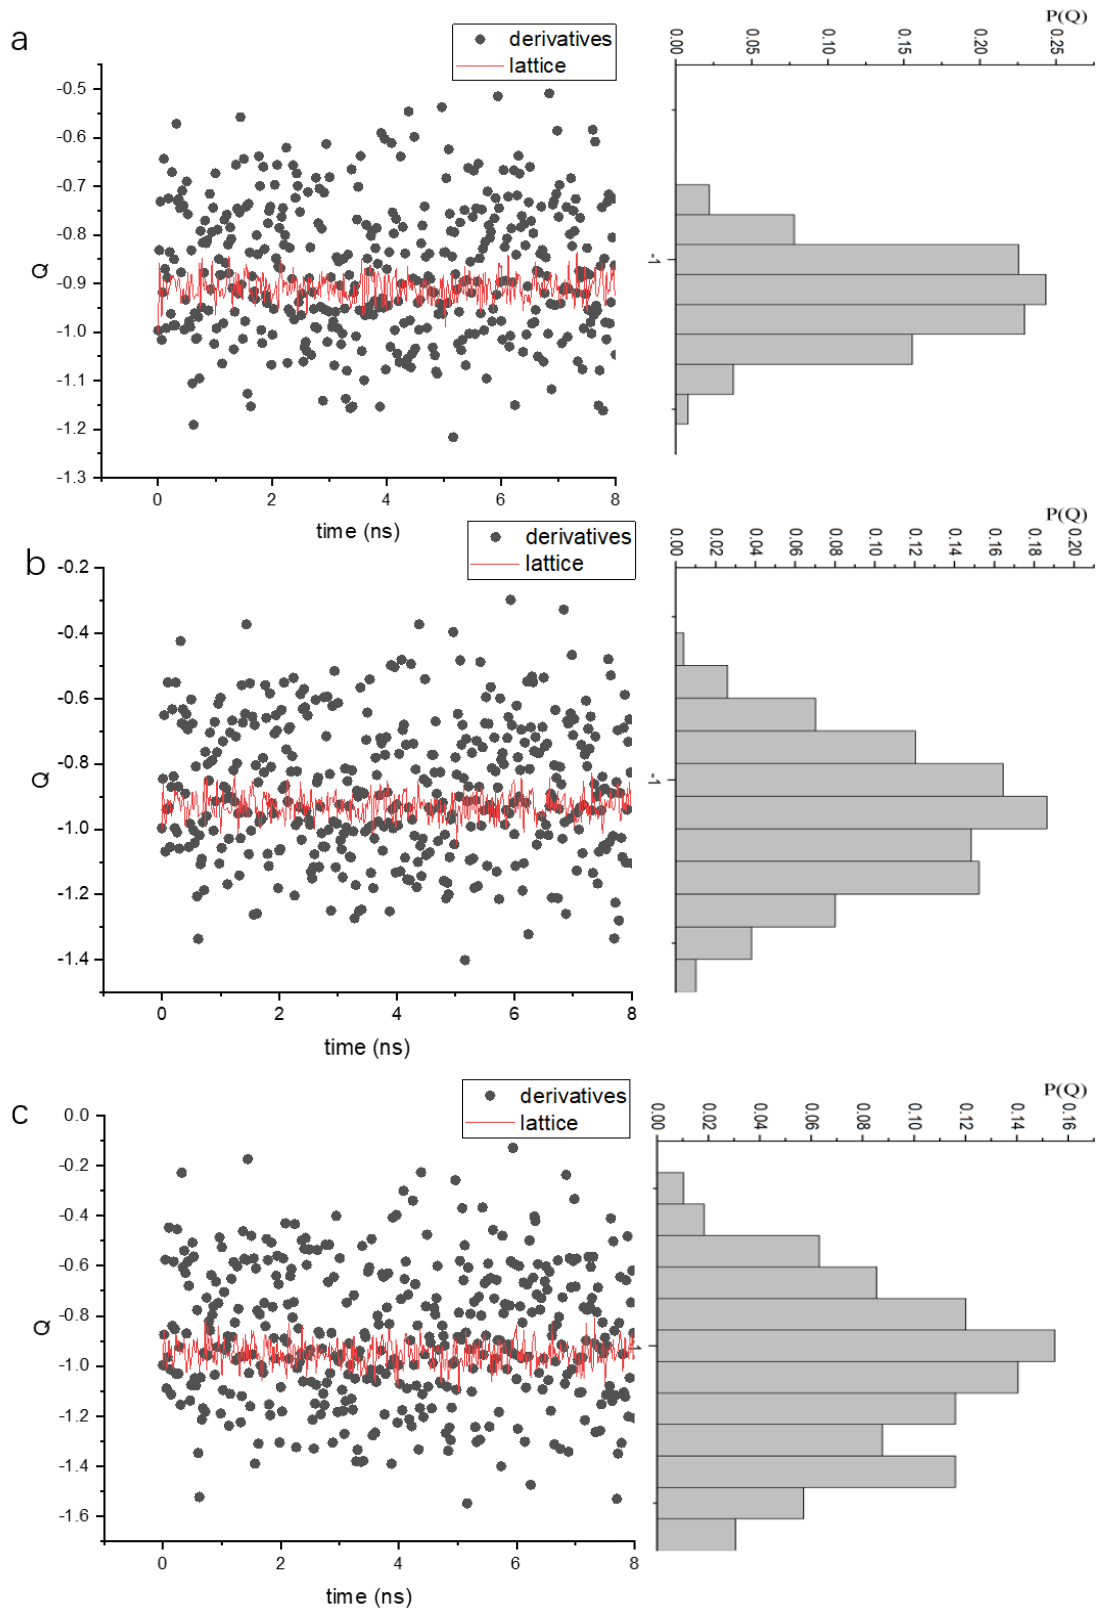 a
derivatives
lattice
P(Q)
0.00 0.05 0.10 0.15 0.20 0.25
-0.5
-0.6
-0.7
-0.8
-0.9
-1.0
-1.1
-1.2
-1.3
Q
-1
0 2 4 6 8
time (ns)
b
derivatives
lattice
P(Q)
0.00 0.02 0.04 0.06 0.08 0.10 0.12 0.14 0.16 0.18 0.20
-0.2
-0.4
-0.6
-0.8
-1.0
-1.2
-1.4
Q
-1
0 2 4 6 8
time (ns)
c
derivatives
lattice
P(Q)
0.00 0.02 0.04 0.06 0.08 0.10 0.12 0.14 0.16
0.0
-0.2
-0.4
-0.6
-0.8
-1.0
-1.2
-1.4
-1.6
Q
0 2 4 6 8
time (ns)